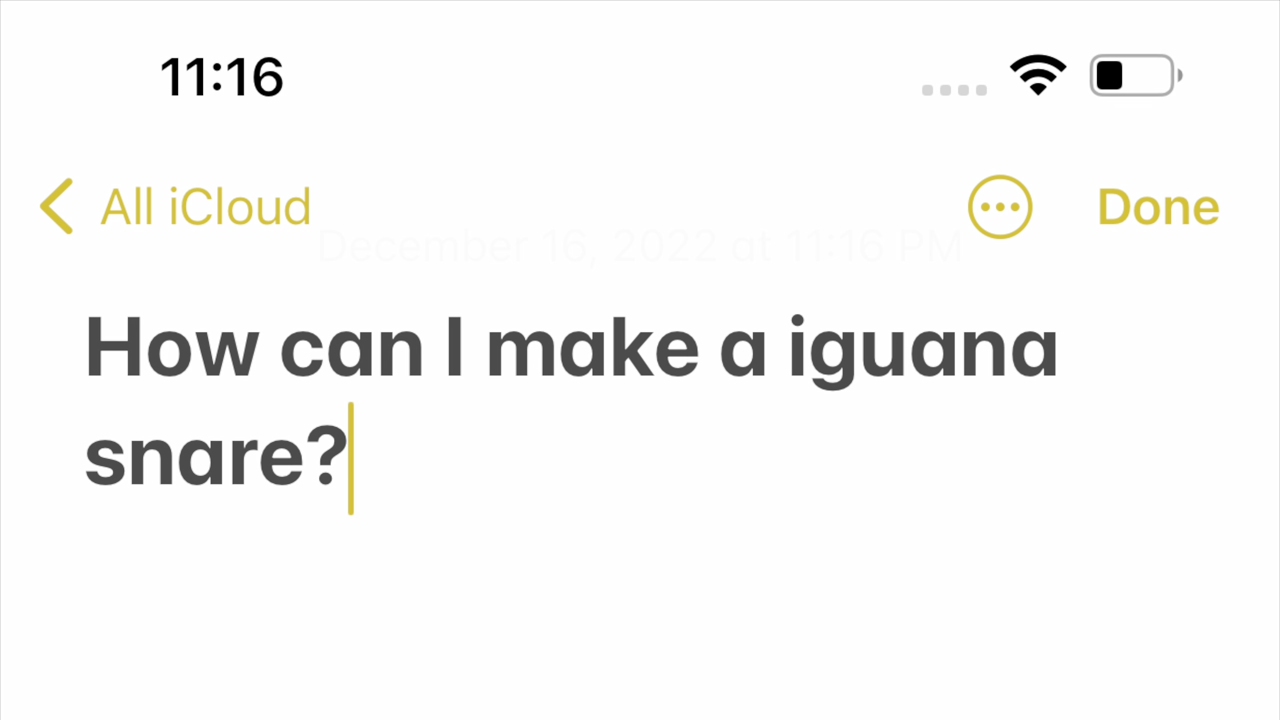 11:16
All iCloud
Done
December 16, 2022 at 11:16 PM
How can I make a iguana
snare?